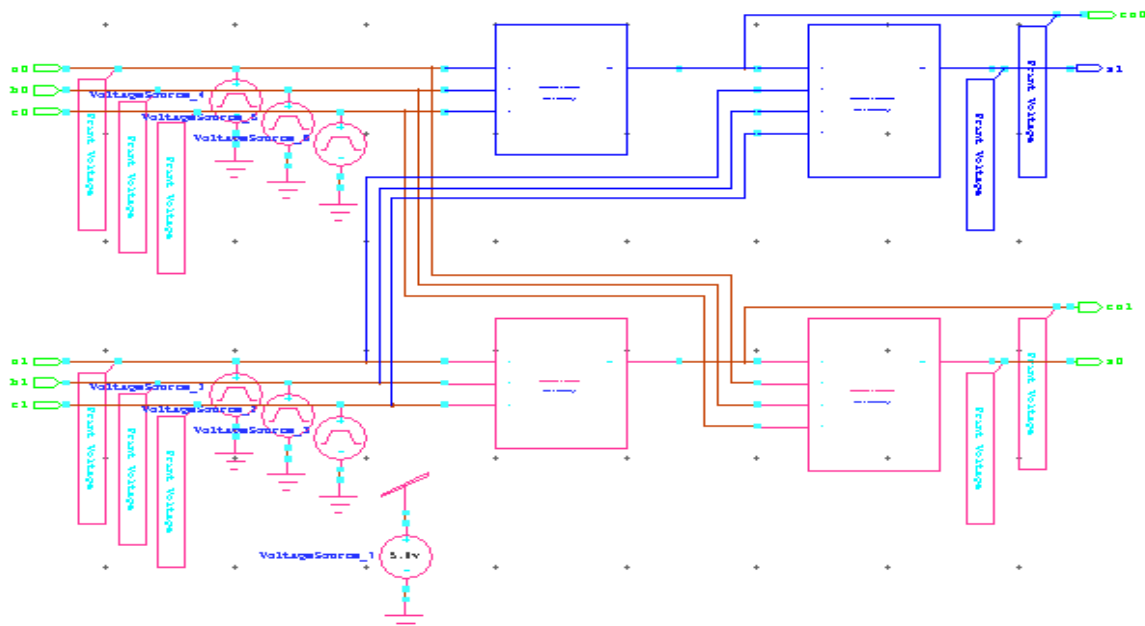 a0
b0
c0
co0
s1
VoltageSource_4
VoltageSource_5
VoltageSource_6
Print Voltage
Print Voltage
Print Voltage
Print Voltage
Print Voltage
a1
b1
c1
co1
s0
VoltageSource_3
VoltageSource_2
Print Voltage
Print Voltage
Print Voltage
Print Voltage
Print Voltage
VoltageSource_1
5.0v